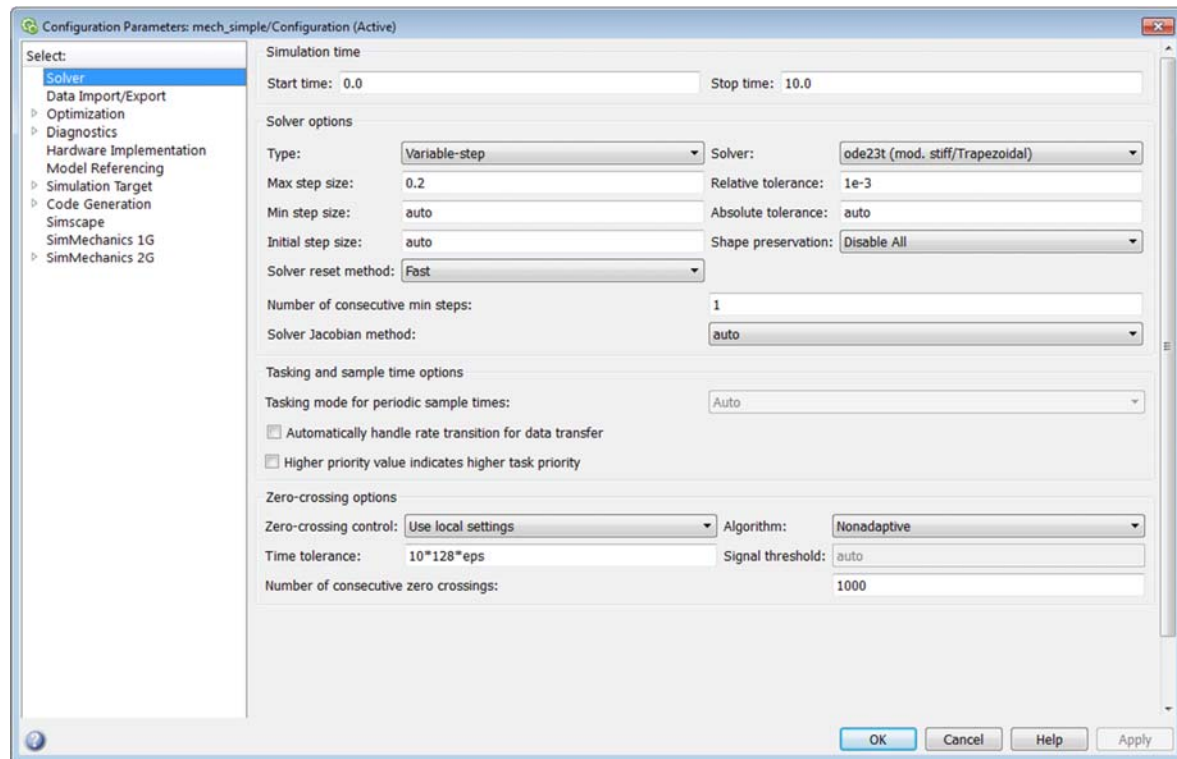 Configuration Parameters: mech_simple/Configuration (Active)
Select:
Solver
Data Import/Export
Optimization
Diagnostics
Hardware Implementation
Model Referencing
Simulation Target
Code Generation
Simscape
SimMechanics 1G
SimMechanics 2G
Simulation time
Start time: 0.0 Stop time: 10.0
Solver options
Type: Variable-step Solver: ode23t (mod. stiff/Trapezoidal)
Max step size: 0.2 Relative tolerance: 1e-3
Min step size: auto Absolute tolerance: auto
Initial step size: auto Shape preservation: Disable All
Solver reset method: Fast
Number of consecutive min steps: 1
Solver Jacobian method: auto
Tasking and sample time options
Tasking mode for periodic sample times: Auto
Automatically handle rate transition for data transfer
Higher priority value indicates higher task priority
Zero-crossing options
Zero-crossing control: Use local settings Algorithm: Nonadaptive
Time tolerance: 10*128*eps Signal threshold: auto
Number of consecutive zero crossings: 1000
OK Cancel Help Apply